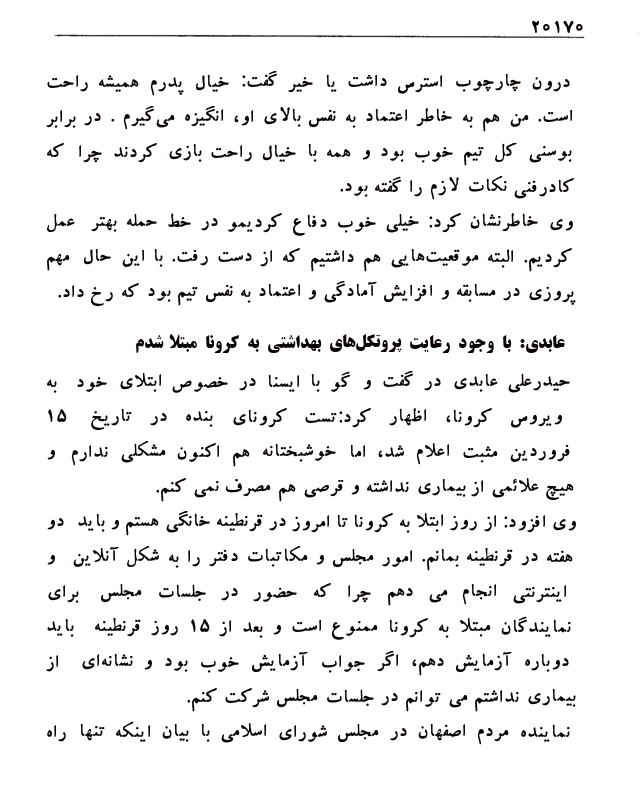 ۲۰۱۷۰
درون چارچوب استرس داشت یا خیر گفت: خیال پدرم همیشه راحت
است. من هم به خاطر اعتماد به نفس بالای او، انگیزه می‌گیرم . در برابر
بوسنی کل تیم خوب بود و همه با خیال راحت بازی کردند چرا که
کادرفنی نکات لازم را گفته بود.
وی خاطرنشان کرد: خیلی خوب دفاع کردیمو در خط حمله بهتر عمل
کردیم. البته موقعیت‌هایی هم داشتیم که از دست رفت. با این حال مهم
پروزی در مسابقه و افزایش آمادگی و اعتماد به نفس تیم بود که رخ داد.
عابدی: با وجود رعایت پروتکل‌های بهداشتی به کرونا مبتلا شدم
حیدرعلی عابدی در گفت و گو با ایسنا در خصوص ابتلای خود به
ویروس کرونا، اظهار کرد:تست کرونای بنده در تاریخ ۱۵
فروردین مثبت اعلام شد، اما خوشبختانه هم اکنون مشکلی ندارم و
هیچ علائمی از بیماری نداشته و قرصی هم مصرف نمی کنم.
وی افزود: از روز ابتلا به کرونا تا امروز در قرنطینه خانگی هستم و باید دو
هفته در قرنطینه بمانم. امور مجلس و مکاتبات دفتر را به شکل آنلاین و
اینترنتی انجام می دهم چرا که حضور در جلسات مجلس برای
نمایندگان مبتلا به کرونا ممنوع است و بعد از ۱۵ روز قرنطینه باید
دوباره آزمایش دهم، اگر جواب آزمایش خوب بود و نشانه‌ای از
بیماری نداشتم می توانم در جلسات مجلس شرکت کنم.
نماینده مردم اصفهان در مجلس شورای اسلامی با بیان اینکه تنها راه